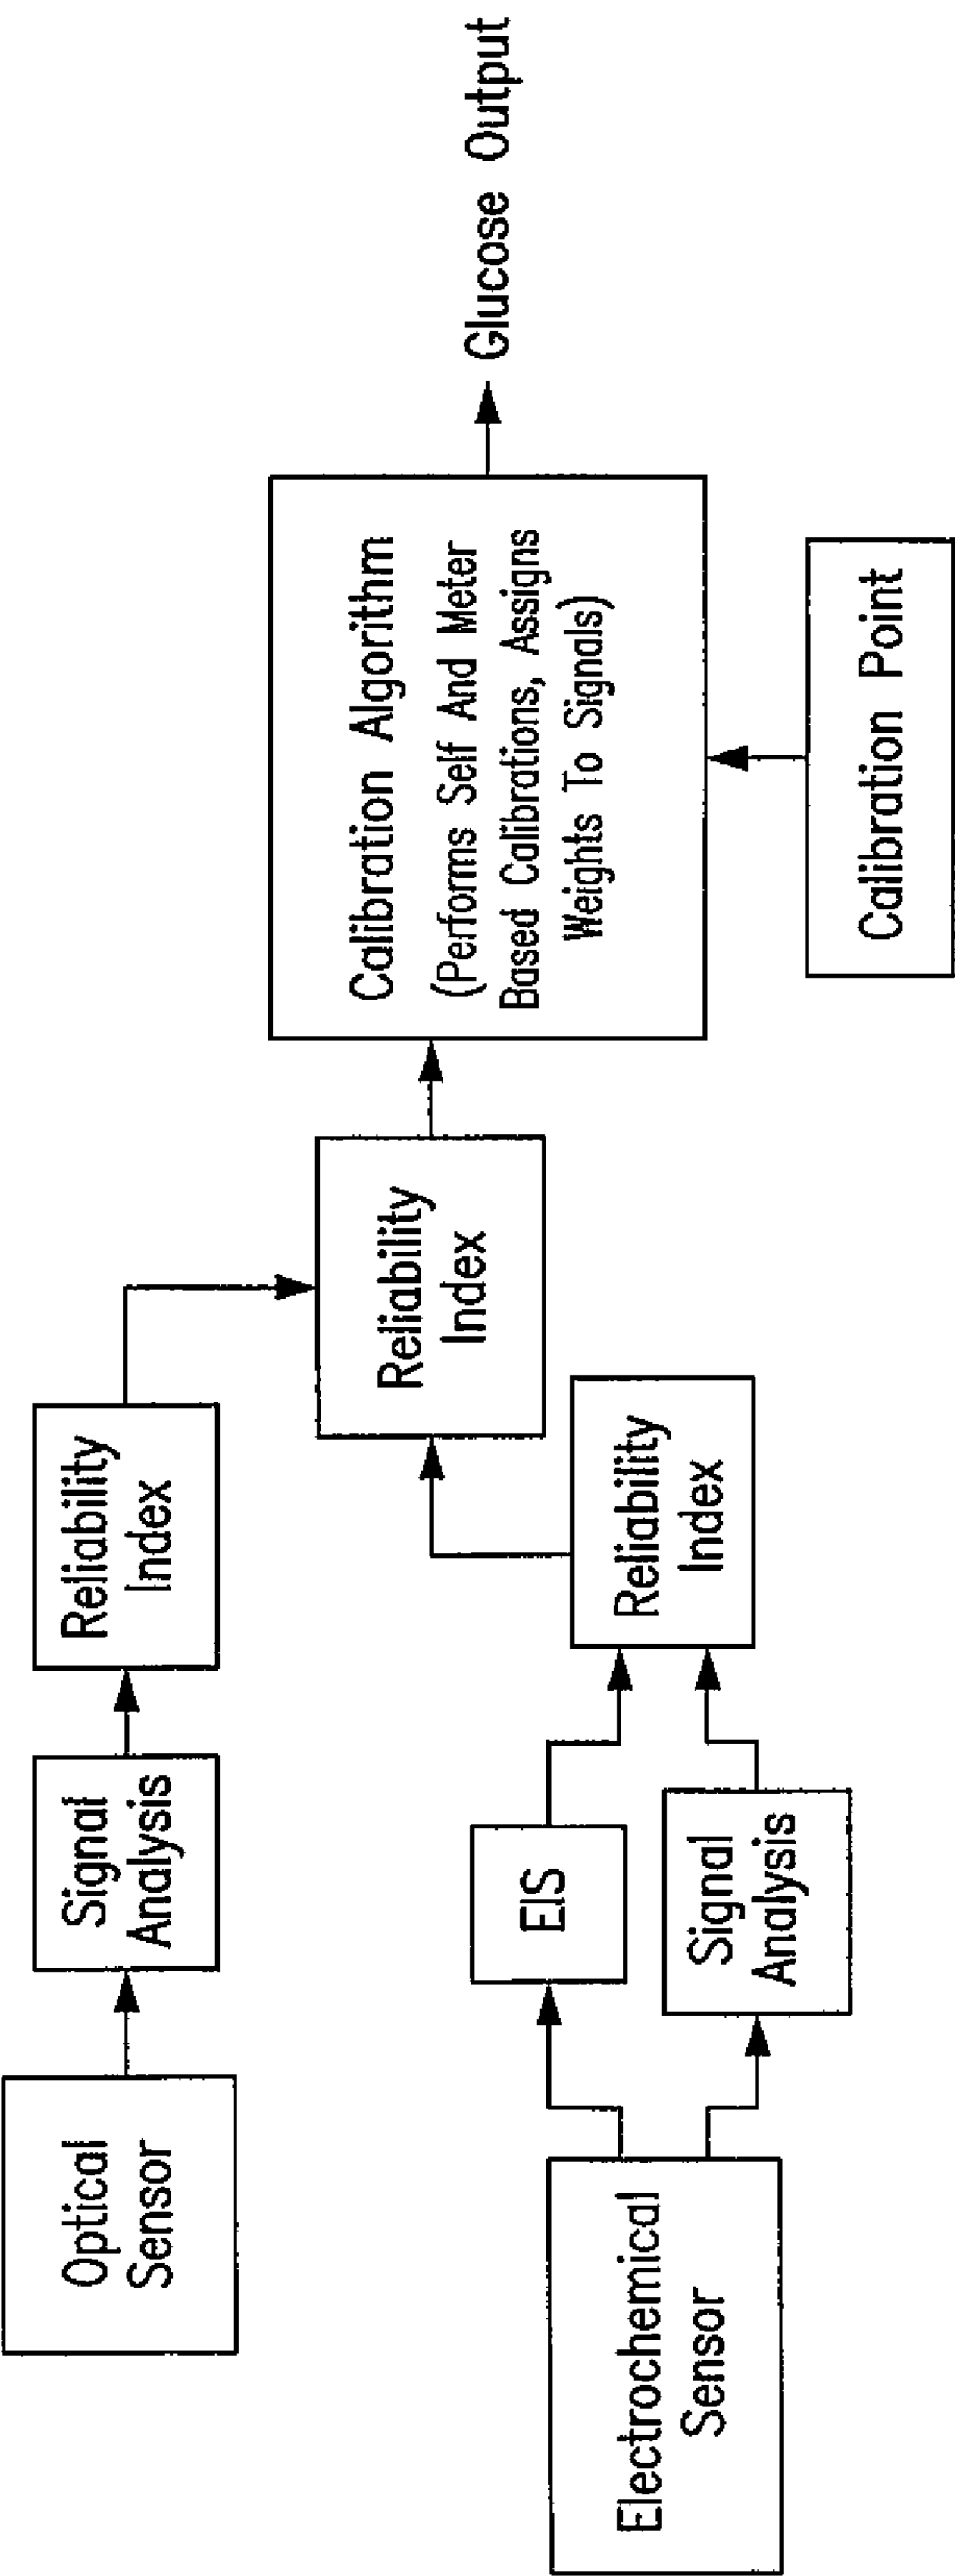 Optical
Sensor
Signal
Analysis
Reliability
Index
Electrochemical
Sensor
EIS
Signal
Analysis
Reliability
Index
Reliability
Index
Calibration Algorithm
(Performs Self And Meter
Based Calibrations, Assigns
Weights To Signals)
Calibration Point
Glucose Output